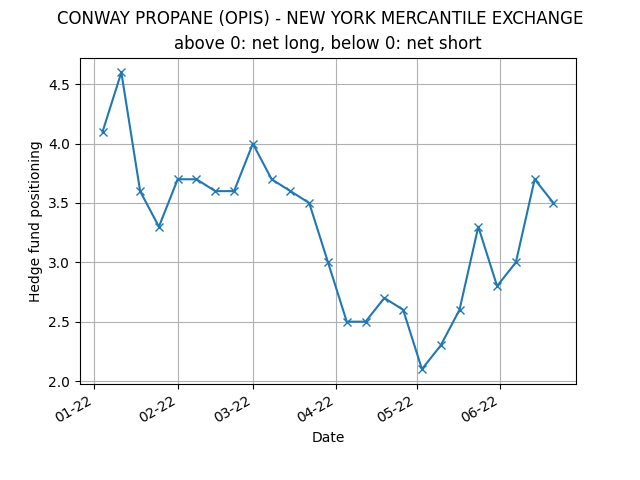 CONWAY PROPANE (OPIS) - NEW YORK MERCANTILE EXCHANGE
above 0: net long, below 0: net short
4.5
4.0
3.5
3.0
2.5
2.0
Hedge fund positioning
01-22 02-22 03-22 04-22 05-22 06-22
Date